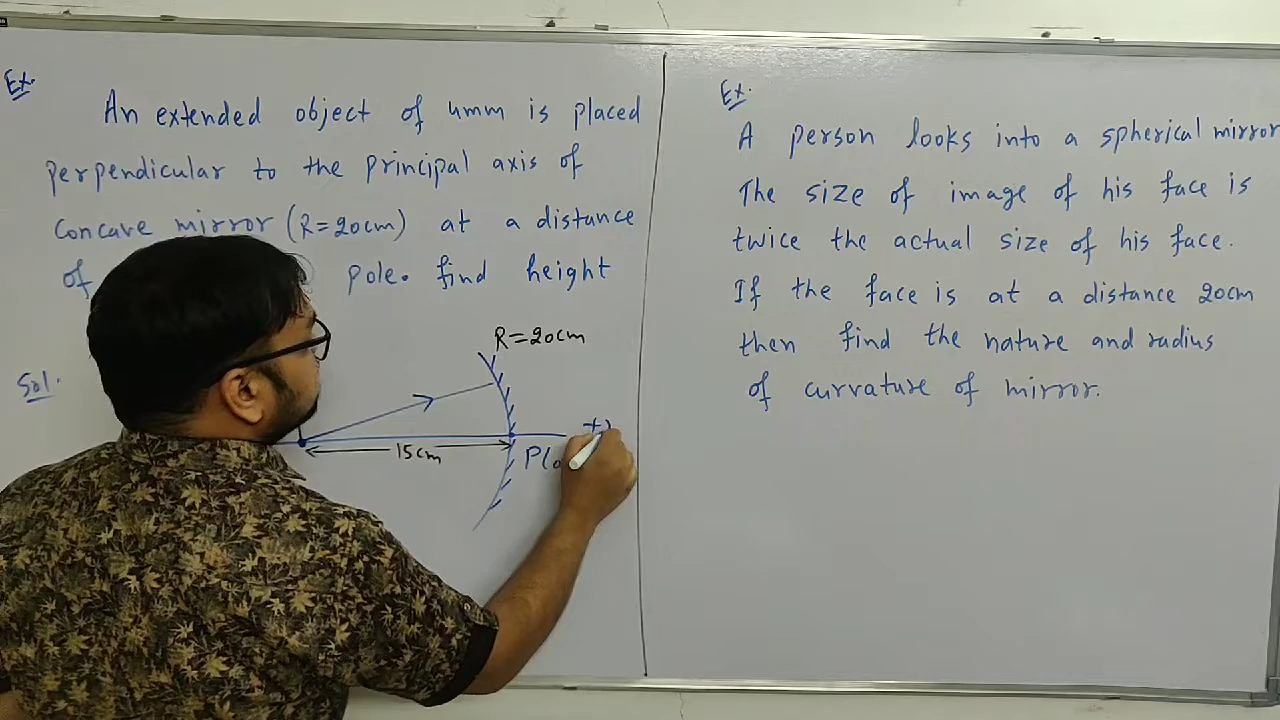 Ex.
An extended object of 4mm is placed
perpendicular to the principal axis of
concave mirror (R=20cm) at a distance
of pole. find height
Sol.
R=20cm
15cm
P(o
Ex.
A person looks into a spherical mirror
The size of image of his face is
twice the actual size of his face.
If the face is at a distance 20cm
then find the nature and radius
of curvature of mirror.